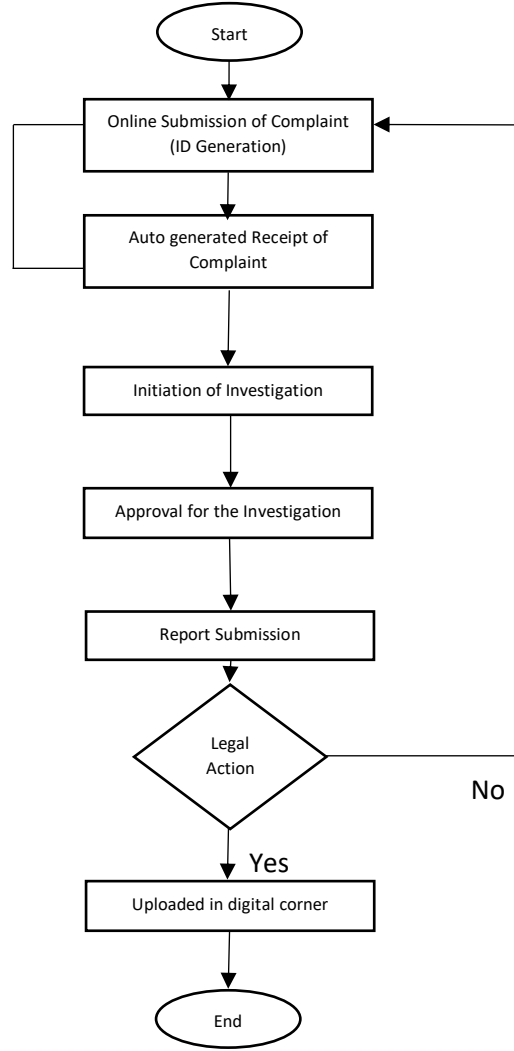 Start
Online Submission of Complaint
(ID Generation)
Auto generated Receipt of
Complaint
Initiation of Investigation
Approval for the Investigation
Report Submission
Legal
Action
No
Yes
Uploaded in digital corner
End